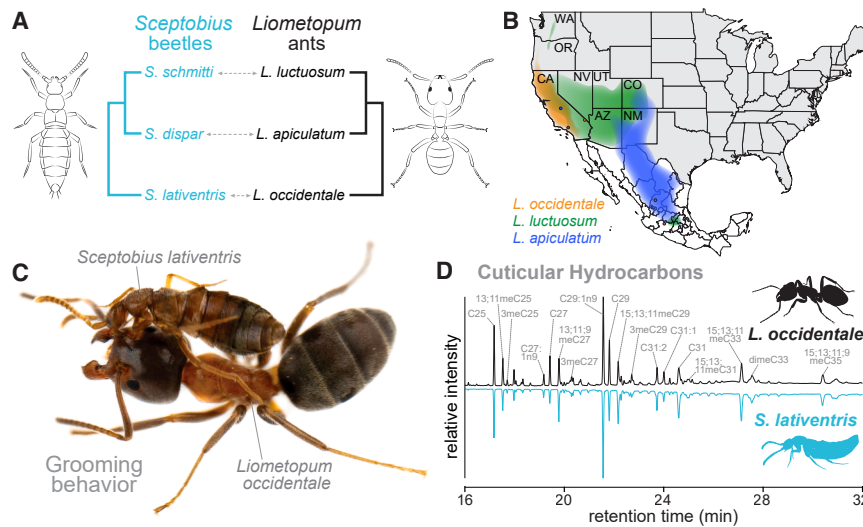 A
Sceptobius
beetles
Liometopum
ants
S. schmitti
L. luctuosum
S. dispar
L. apiculatum
S. lativentris
L. occidentale
B
WA
OR
CA
NV
UT
CO
AZ
NM
L. occidentale
L. luctuosum
L. apiculatum
C
Sceptobius lativentris
Grooming
behavior
Liometopum
occidentale
D
Cuticular Hydrocarbons
relative intensity
C25
13;11meC25
3meC25
C27:
1n9
C27
13;11;9
meC27
3meC27
C29:1n9
C29
15;13;11meC29
3meC29
C31:2
C31:1
C31
15;13;
11meC31
15;13;11
meC33
dimeC33
15;13;11;9
meC35
L. occidentale
S. lativentris
16
20
24
28
32
retention time (min)